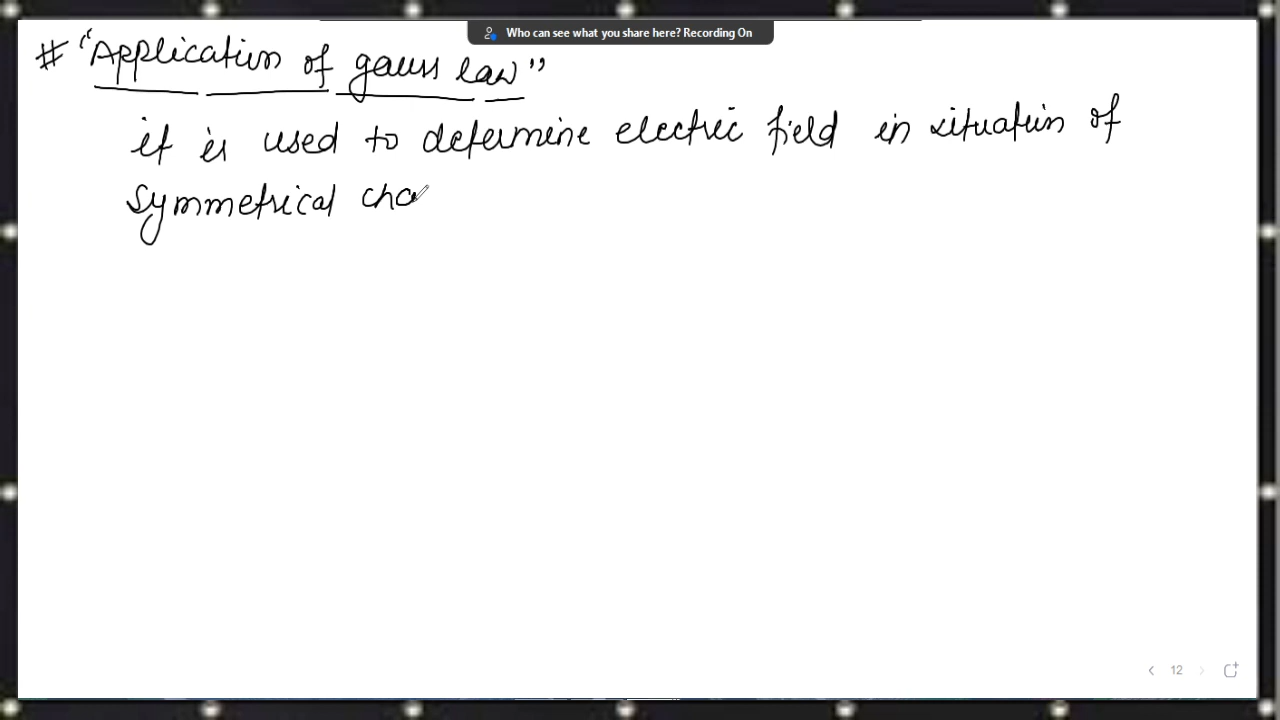 Who can see what you share here? Recording On
# "Application of gauss law"
it is used to determine electric field in situation of
symmetrical cha
12